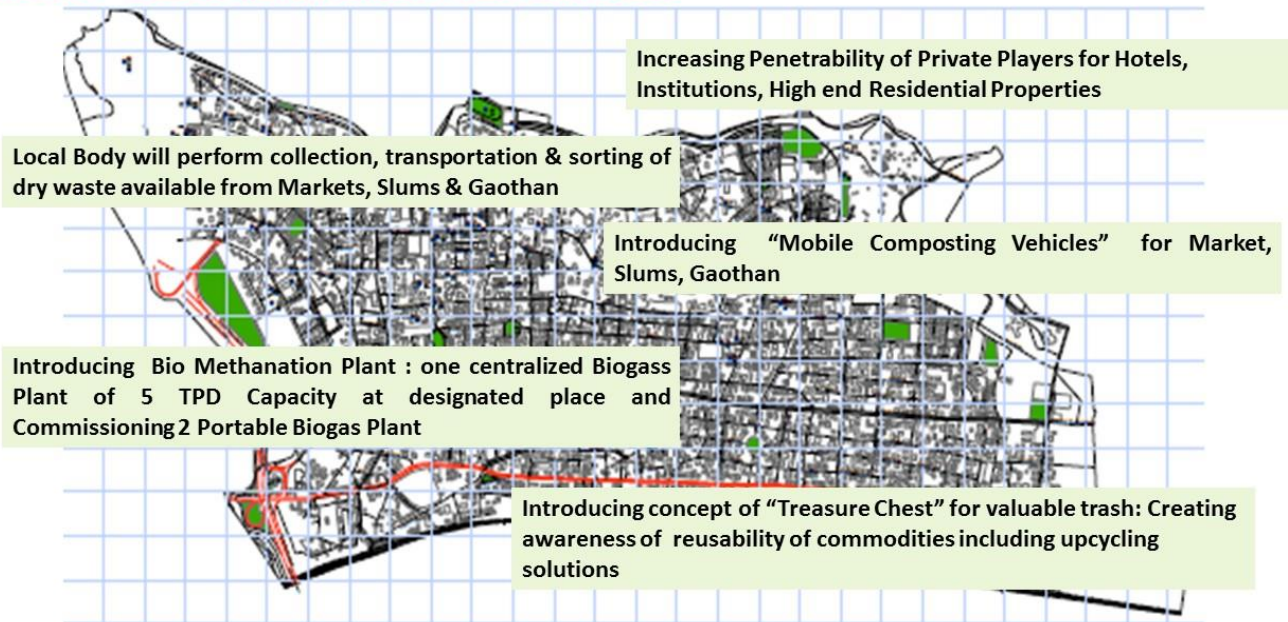 Increasing Penetrability of Private Players for Hotels,
Institutions, High end Residential Properties
Local Body will perform collection, transportation & sorting of
dry waste available from Markets, Slums & Gaothan
Introducing “Mobile Composting Vehicles” for Market,
Slums, Gaothan
Introducing Bio Methanation Plant : one centralized Biogass
Plant of 5 TPD Capacity at designated place and
Commissioning 2 Portable Biogas Plant
Introducing concept of “Treasure Chest” for valuable trash: Creating
awareness of reusability of commodities including upcycling
solutions